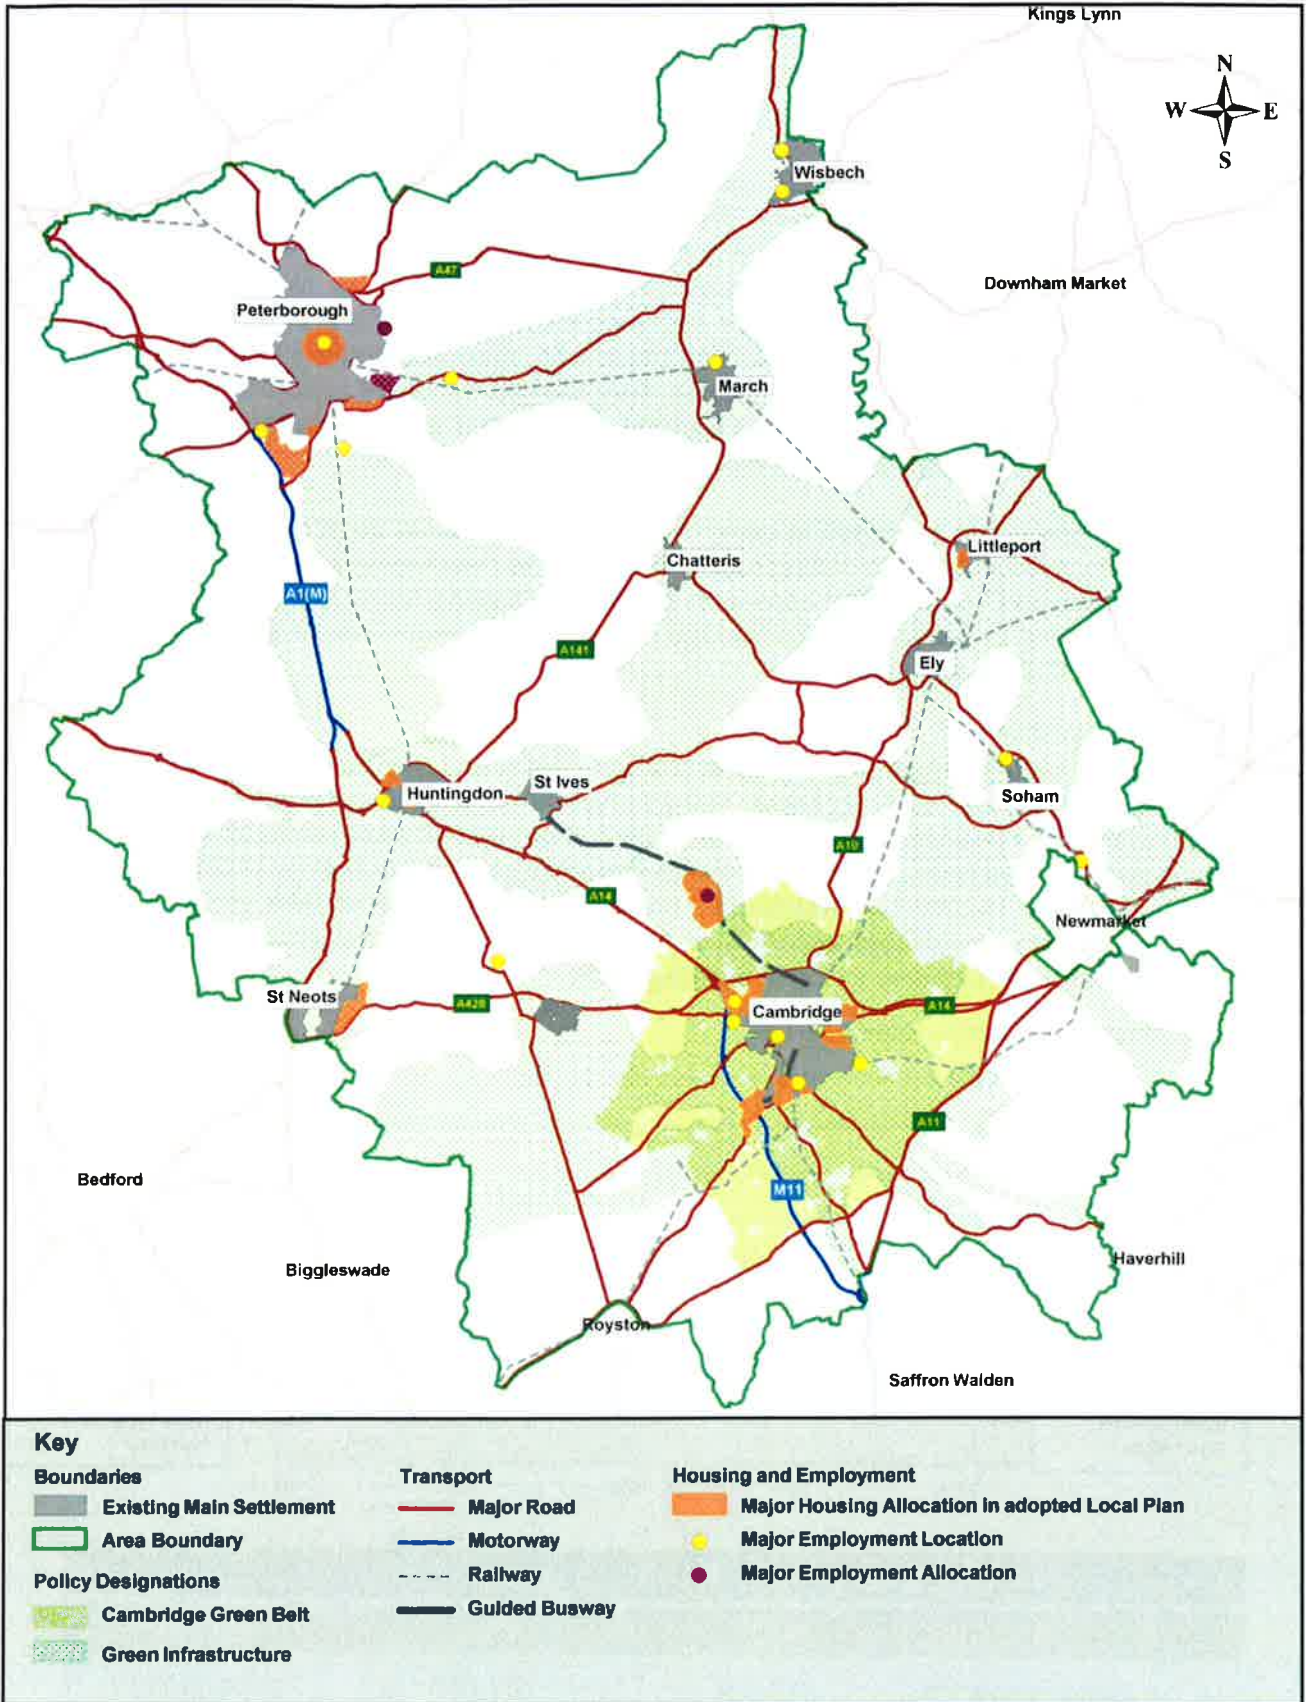 Kings Lynn
N
W E
S
Wisbech
A47
Downham Market
Peterborough
March
Littleport
Chatteris
A1(M)
A141
Ely
St Ives
Huntingdon
Soham
A10
A14
Newmarket
St Neots
A428
Cambridge
A14
A11
Bedford
M11
Haverhill
Biggleswade
Royston
Saffron Walden
Key
Boundaries
Existing Main Settlement
Area Boundary
Policy Designations
Cambridge Green Belt
Green Infrastructure
Transport
Major Road
Motorway
Railway
Guided Busway
Housing and Employment
Major Housing Allocation in adopted Local Plan
Major Employment Location
Major Employment Allocation